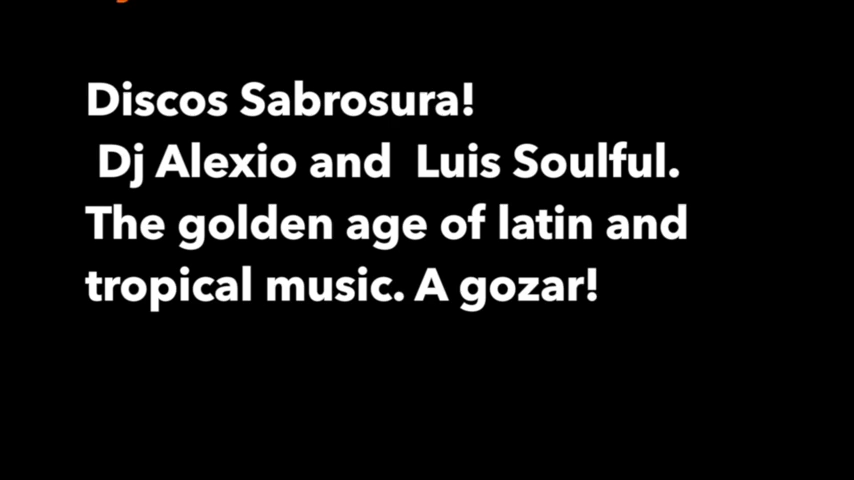 Discos Sabrosura!
Dj Alexio and Luis Soulful.
The golden age of latin and
tropical music. A gozar!